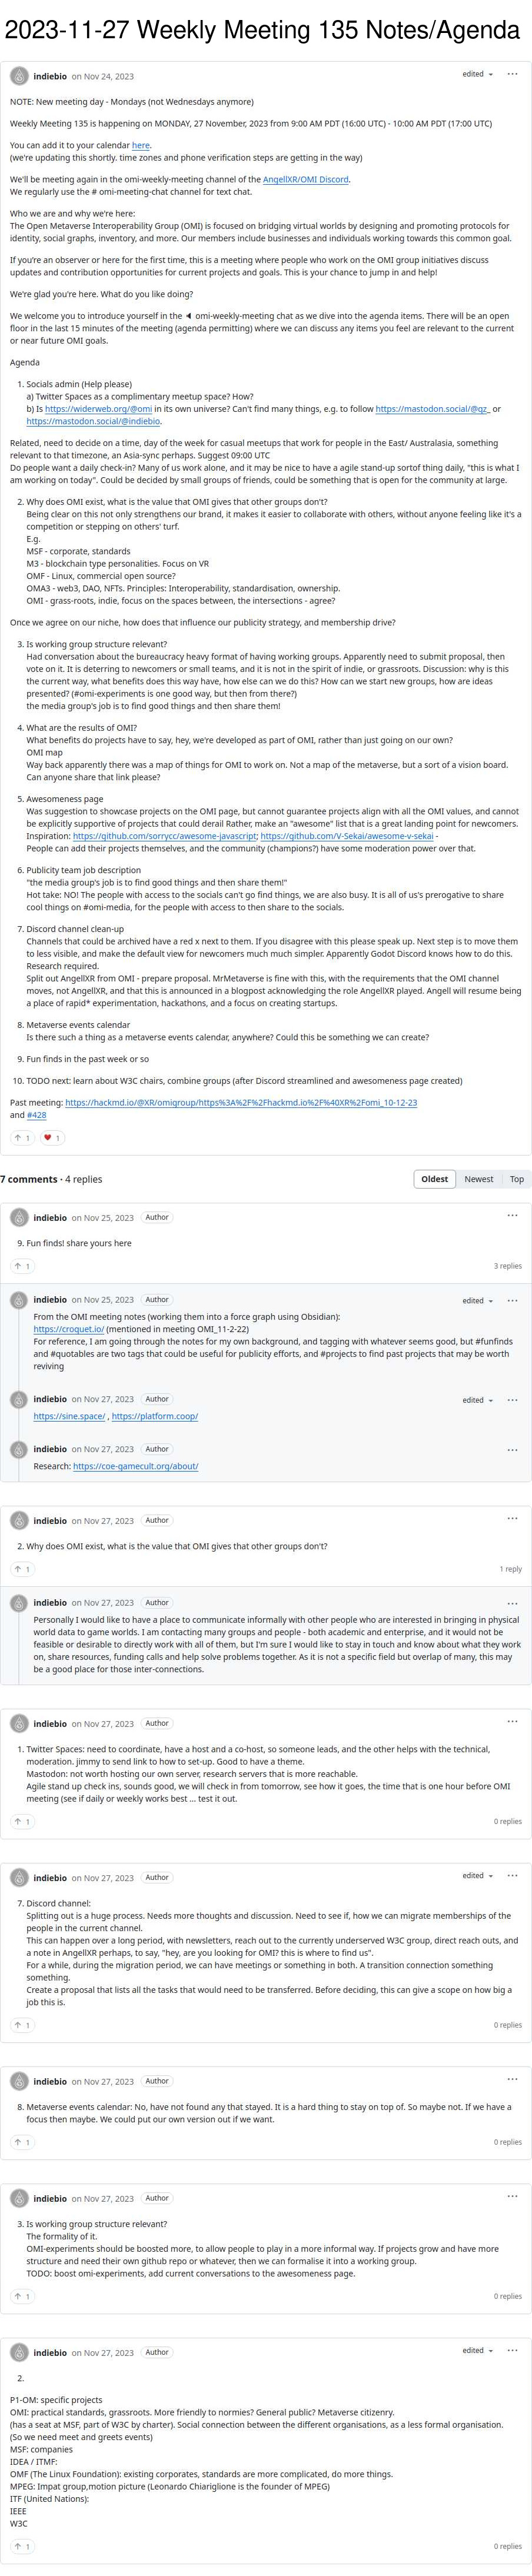 2023-11-27 Weekly Meeting 135 Notes/Agenda
indiebio on Nov 24, 2023
edited
NOTE: New meeting day - Mondays (not Wednesdays anymore)
Weekly Meeting 135 is happening on MONDAY, 27 November, 2023 from 9:00 AM PDT (16:00 UTC) - 10:00 AM PDT (17:00 UTC)
You can add it to your calendar here.
(we're updating this shortly. time zones and phone verification steps are getting in the way)
We'll be meeting again in the omi-weekly-meeting channel of the AngellXR/OMI Discord.
We regularly use the # omi-meeting-chat channel for text chat.
Who we are and why we're here:
The Open Metaverse Interoperability Group (OMI) is focused on bridging virtual worlds by designing and promoting protocols for
identity, social graphs, inventory, and more. Our members include businesses and individuals working towards this common goal.
If you're an observer or here for the first time, this is a meeting where people who work on the OMI group initiatives discuss
updates and contribution opportunities for current projects and goals. This is your chance to jump in and help!
We're glad you're here. What do you like doing?
We welcome you to introduce yourself in the 🔈 omi-weekly-meeting chat as we dive into the agenda items. There will be an open
floor in the last 15 minutes of the meeting (agenda permitting) where we can discuss any items you feel are relevant to the current
or near future OMI goals.
Agenda
1. Socials admin (Help please)
a) Twitter Spaces as a complimentary meetup space? How?
b) Is https://widerweb.org/@omi in its own universe? Can't find many things, e.g. to follow https://mastodon.social/@qz_ or
https://mastodon.social/@indiebio.
Related, need to decide on a time, day of the week for casual meetups that work for people in the East/ Australasia, something
relevant to that timezone, an Asia-sync perhaps. Suggest 09:00 UTC
Do people want a daily check-in? Many of us work alone, and it may be nice to have a agile stand-up sortof thing daily, "this is what I
am working on today". Could be decided by small groups of friends, could be something that is open for the community at large.
2. Why does OMI exist, what is the value that OMI gives that other groups don't?
Being clear on this not only strengthens our brand, it makes it easier to collaborate with others, without anyone feeling like it's a
competition or stepping on others' turf.
E.g.
MSF - corporate, standards
M3 - blockchain type personalities. Focus on VR
OMF - Linux, commercial open source?
OMA3 - web3, DAO, NFTs. Principles: Interoperability, standardisation, ownership.
OMI - grass-roots, indie, focus on the spaces between, the intersections - agree?
Once we agree on our niche, how does that influence our publicity strategy, and membership drive?
3. Is working group structure relevant?
Had conversation about the bureaucracy heavy format of having working groups. Apparently need to submit proposal, then
vote on it. It is deterring to newcomers or small teams, and it is not in the spirit of indie, or grassroots. Discussion: why is this
the current way, what benefits does this way have, how else can we do this? How can we start new groups, how are ideas
presented? (#omi-experiments is one good way, but then from there?)
the media group's job is to find good things and then share them!
4. What are the results of OMI?
What benefits do projects have to say, hey, we're developed as part of OMI, rather than just going on our own?
OMI map
Way back apparently there was a map of things for OMI to work on. Not a map of the metaverse, but a sort of a vision board.
Can anyone share that link please?
5. Awesomeness page
Was suggestion to showcase projects on the OMI page, but cannot guarantee projects align with all the OMI values, and cannot
be explicitly supportive of projects that could derail Rather, make an "awesome" list that is a great landing point for newcomers.
Inspiration: https://github.com/sorrycc/awesome-javascript; https://github.com/V-Sekai/awesome-v-sekai -
People can add their projects themselves, and the community (champions?) have some moderation power over that.
6. Publicity team job description
"the media group's job is to find good things and then share them!"
Hot take: NO! The people with access to the socials can't go find things, we are also busy. It is all of us's prerogative to share
cool things on #omi-media, for the people with access to then share to the socials.
7. Discord channel clean-up
Channels that could be archived have a red x next to them. If you disagree with this please speak up. Next step is to move them
to less visible, and make the default view for newcomers much much simpler. Apparently Godot Discord knows how to do this.
Research required.
Split out AngellXR from OMI - prepare proposal. MrMetaverse is fine with this, with the requirements that the OMI channel
moves, not AngellXR, and that this is announced in a blogpost acknowledging the role AngellXR played. Angell will resume being
a place of rapid* experimentation, hackathons, and a focus on creating startups.
8. Metaverse events calendar
Is there such a thing as a metaverse events calendar, anywhere? Could this be something we can create?
9. Fun finds in the past week or so
10. TODO next: learn about W3C chairs, combine groups (after Discord streamlined and awesomeness page created)
Past meeting: https://hackmd.io/@XR/omigroup/https%3A%2F%2Fhackmd.io%2F%40XR%2Fomi_10-12-23
and #428
↑ 1 ❤ 1
7 comments · 4 replies
Oldest Newest Top
indiebio on Nov 25, 2023 Author
9. Fun finds! share yours here
↑ 1
3 replies
indiebio on Nov 25, 2023 Author
edited
From the OMI meeting notes (working them into a force graph using Obsidian):
https://croquet.io/ (mentioned in meeting OMI_11-2-22)
For reference, I am going through the notes for my own background, and tagging with whatever seems good, but #funfinds
and #quotables are two tags that could be useful for publicity efforts, and #projects to find past projects that may be worth
reviving
indiebio on Nov 27, 2023 Author
edited
https://sine.space/ , https://platform.coop/
indiebio on Nov 27, 2023 Author
Research: https://coe-gamecult.org/about/
indiebio on Nov 27, 2023 Author
2. Why does OMI exist, what is the value that OMI gives that other groups don't?
↑ 1
1 reply
indiebio on Nov 27, 2023 Author
Personally I would like to have a place to communicate informally with other people who are interested in bringing in physical
world data to game worlds. I am contacting many groups and people - both academic and enterprise, and it would not be
feasible or desirable to directly work with all of them, but I'm sure I would like to stay in touch and know about what they work
on, share resources, funding calls and help solve problems together. As it is not a specific field but overlap of many, this may
be a good place for those inter-connections.
indiebio on Nov 27, 2023 Author
1. Twitter Spaces: need to coordinate, have a host and a co-host, so someone leads, and the other helps with the technical,
moderation. jimmy to send link to how to set-up. Good to have a theme.
Mastodon: not worth hosting our own server, research servers that is more reachable.
Agile stand up check ins, sounds good, we will check in from tomorrow, see how it goes, the time that is one hour before OMI
meeting (see if daily or weekly works best ... test it out.
↑ 1
0 replies
indiebio on Nov 27, 2023 Author
edited
7. Discord channel:
Splitting out is a huge process. Needs more thoughts and discussion. Need to see if, how we can migrate memberships of the
people in the current channel.
This can happen over a long period, with newsletters, reach out to the currently underserved W3C group, direct reach outs, and
a note in AngellXR perhaps, to say, "hey, are you looking for OMI? this is where to find us".
For a while, during the migration period, we can have meetings or something in both. A transition connection something
something.
Create a proposal that lists all the tasks that would need to be transferred. Before deciding, this can give a scope on how big a
job this is.
↑ 1
0 replies
indiebio on Nov 27, 2023 Author
8. Metaverse events calendar: No, have not found any that stayed. It is a hard thing to stay on top of. So maybe not. If we have a
focus then maybe. We could put our own version out if we want.
↑ 1
0 replies
indiebio on Nov 27, 2023 Author
3. Is working group structure relevant?
The formality of it.
OMI-experiments should be boosted more, to allow people to play in a more informal way. If projects grow and have more
structure and need their own github repo or whatever, then we can formalise it into a working group.
TODO: boost omi-experiments, add current conversations to the awesomeness page.
↑ 1
0 replies
indiebio on Nov 27, 2023 Author
edited
2.
P1-OM: specific projects
OMI: practical standards, grassroots. More friendly to normies? General public? Metaverse citizenry.
(has a seat at MSF, part of W3C by charter). Social connection between the different organisations, as a less formal organisation.
(So we need meet and greets events)
MSF: companies
IDEA / ITMF:
OMF (The Linux Foundation): existing corporates, standards are more complicated, do more things.
MPEG: Impat group,motion picture (Leonardo Chiariglione is the founder of MPEG)
ITF (United Nations):
IEEE
W3C
↑ 1
0 replies